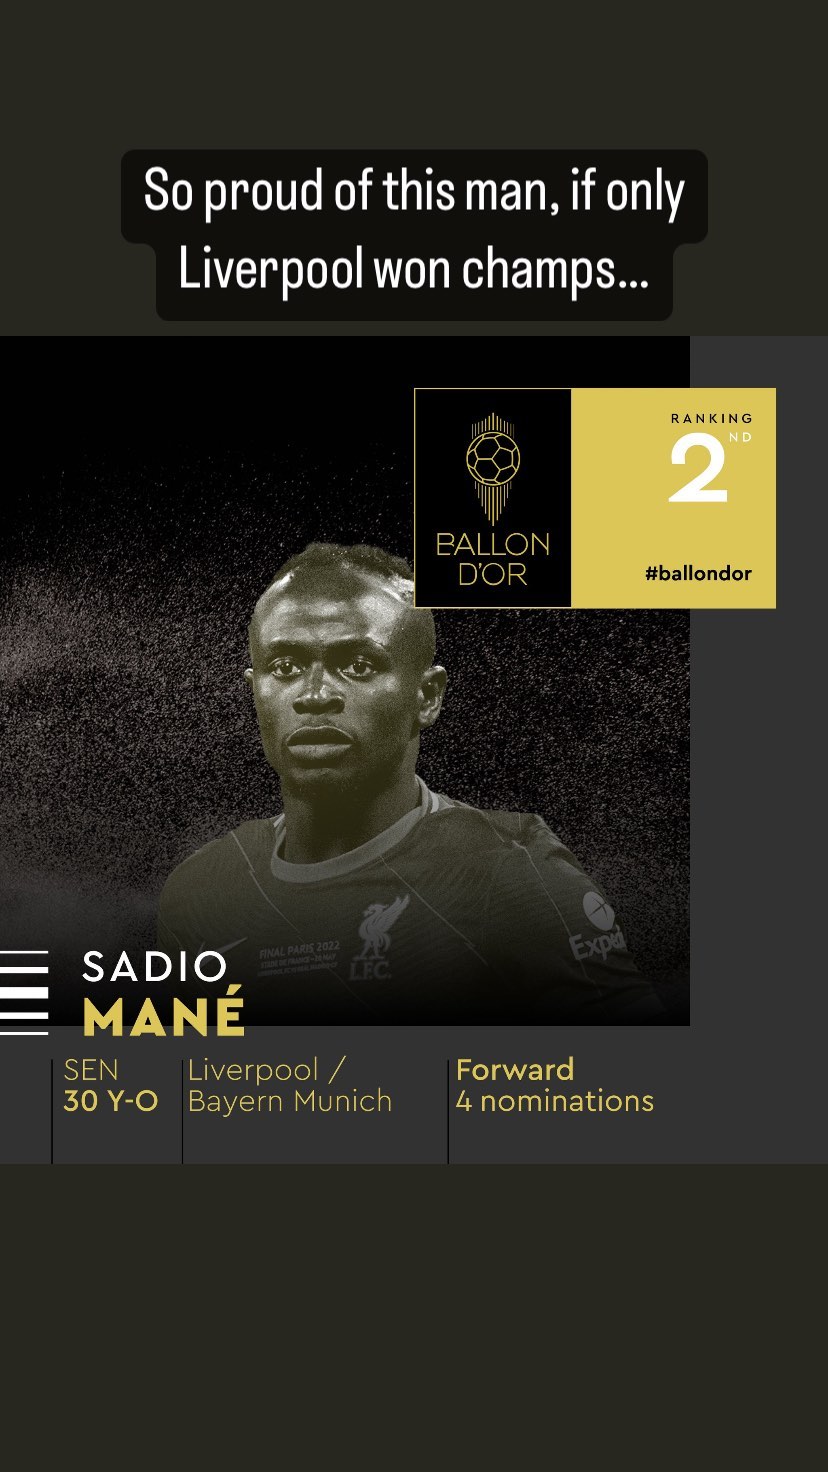 So proud of this man, if only
Liverpool won champs...
RANKING
2ND
BALLON
D'OR
#ballondor
FINAL PARIS 2022
L.F.C.
SADIO
MANÉ
SEN
30 Y-O
Liverpool /
Bayern Munich
Forward
4 nominations